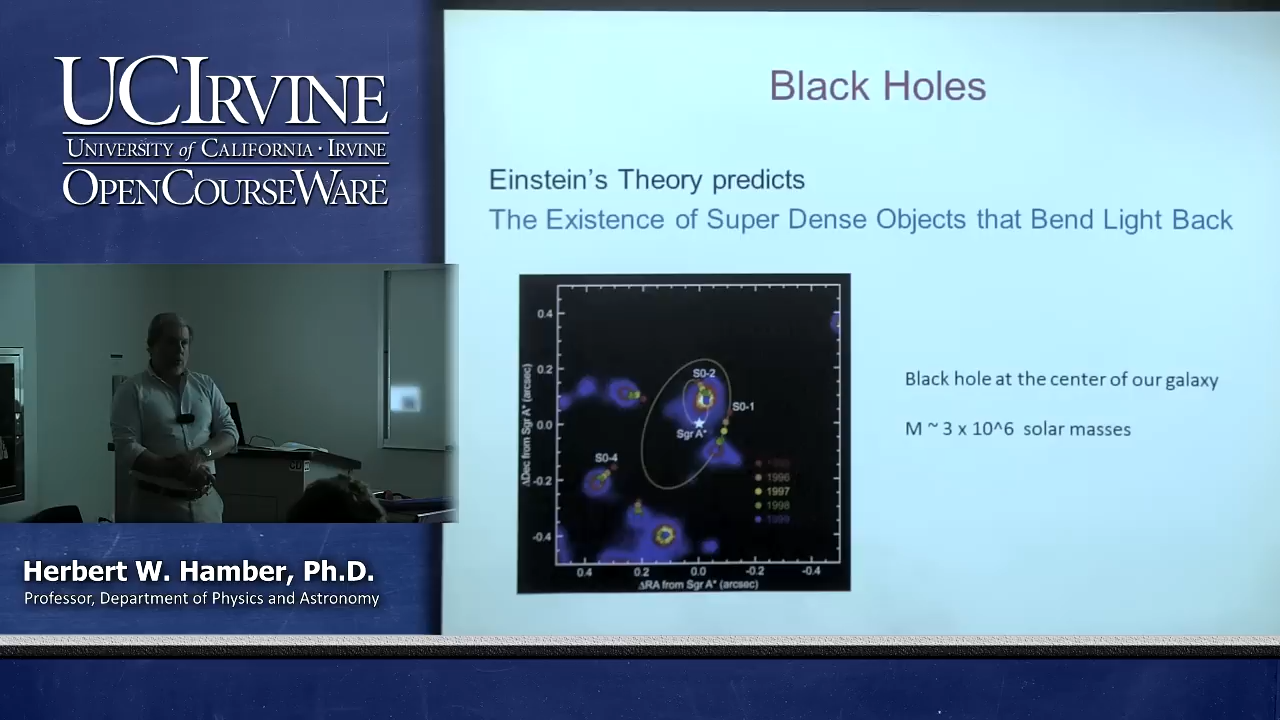 UCIRVINE
UNIVERSITY of CALIFORNIA · IRVINE
OPENCOURSEWARE
Herbert W. Hamber, Ph.D.
Professor, Department of Physics and Astronomy
Black Holes
Einstein's Theory predicts
The Existence of Super Dense Objects that Bend Light Back
0.4
0.2
0.0
-0.2
-0.4
ΔDec from Sgr A* (arcsec)
S0-2
S0-1
Sgr A*
S0-4
1996
1997
1998
1999
0.4 0.2 0.0 -0.2 -0.4
ΔRA from Sgr A* (arcsec)
Black hole at the center of our galaxy
M ~ 3 x 10^6 solar masses